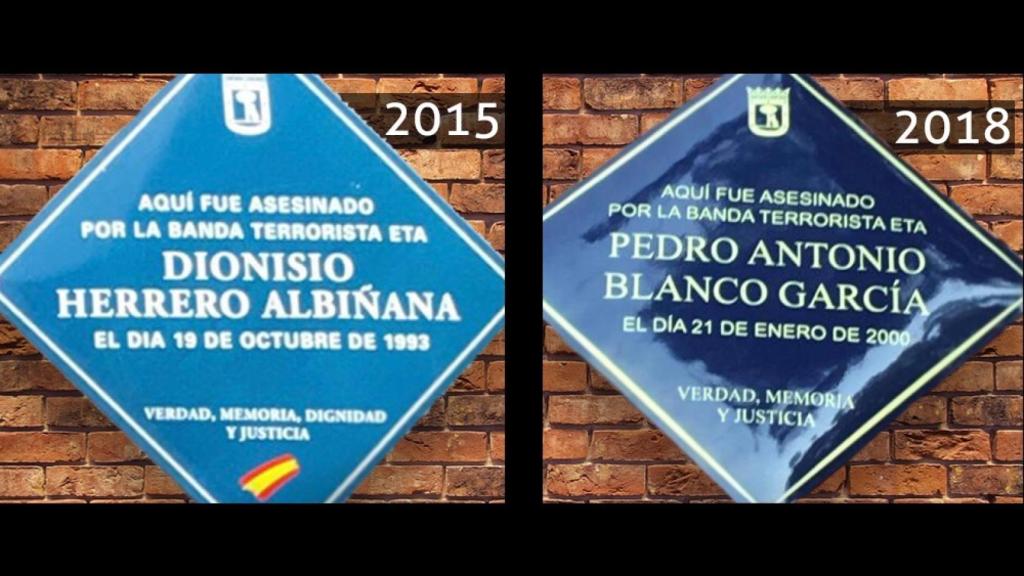 2015
AQUÍ FUE ASESINADO
POR LA BANDA TERRORISTA ETA
DIONISIO
HERRERO ALBIÑANA
EL DIA 19 DE OCTUBRE DE 1993
VERDAD, MEMORIA, DIGNIDAD
Y JUSTICIA
2018
AQUÍ FUE ASESINADO
POR LA BANDA TERRORISTA ETA
PEDRO ANTONIO
BLANCO GARCÍA
EL DÍA 21 DE ENERO DE 2000
VERDAD, MEMORIA
Y JUSTICIA